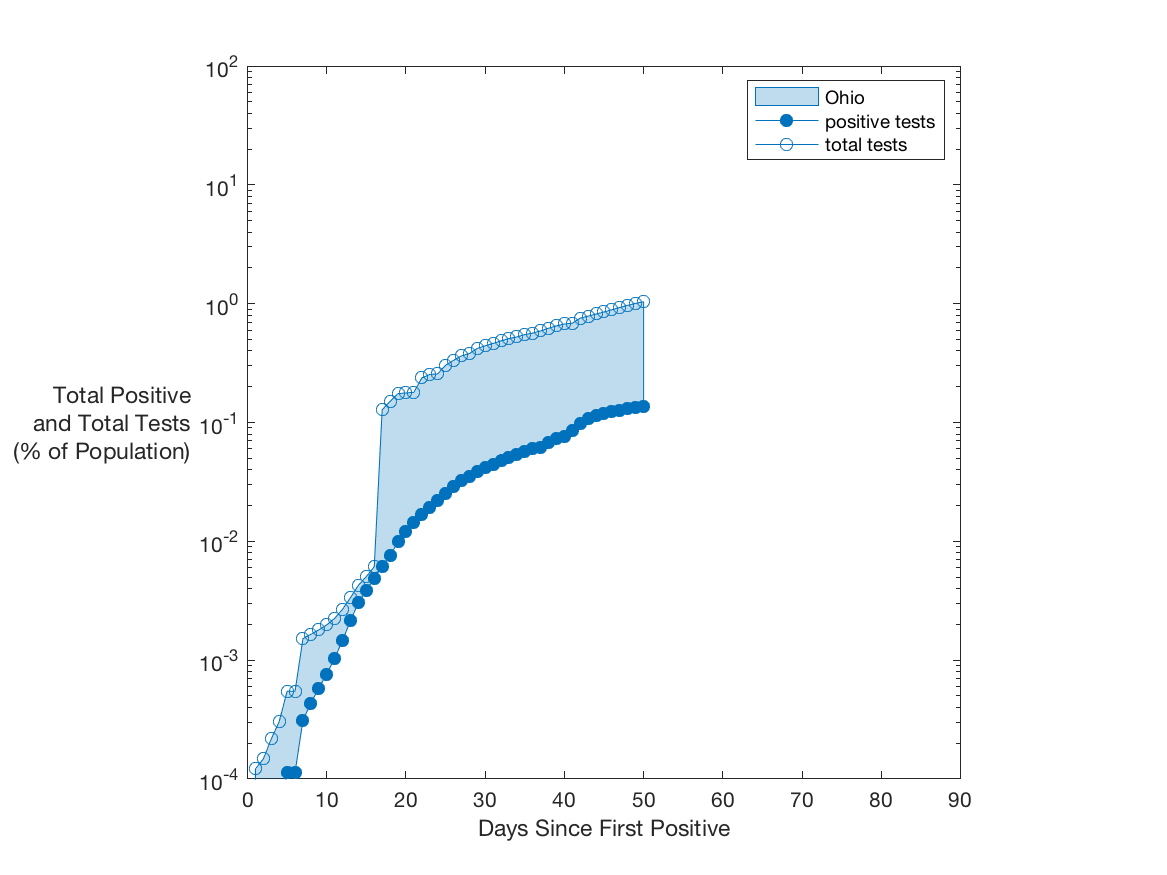 10^2
10^1
10^0
10^-1
10^-2
10^-3
10^-4
Total Positive
and Total Tests
(% of Population)
Ohio
positive tests
total tests
0 10 20 30 40 50 60 70 80 90
Days Since First Positive